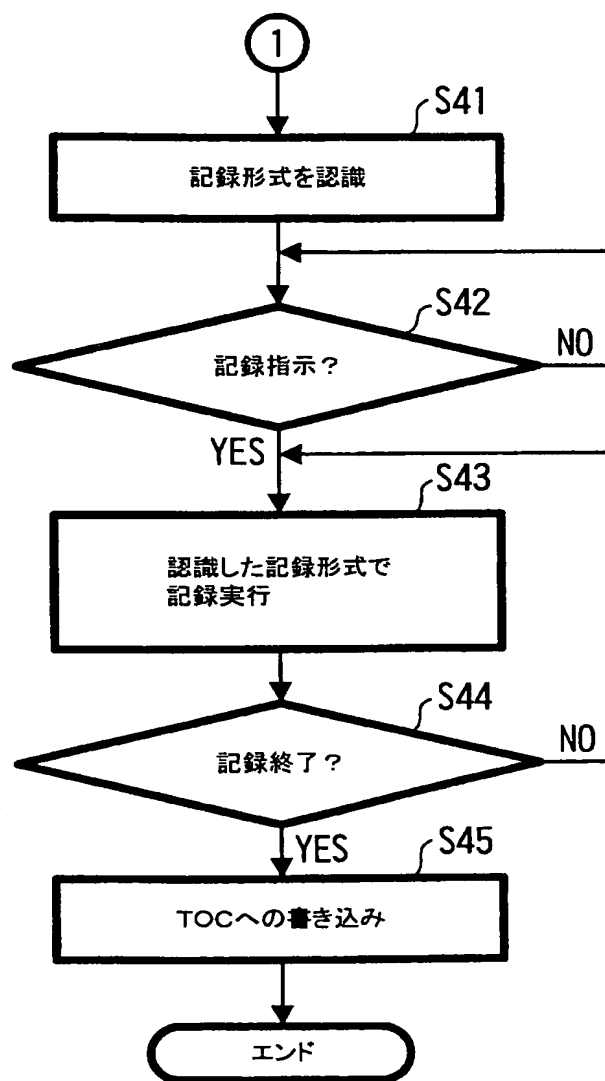 1
S41
記録形式を認識
S42
記録指示？
NO
YES
S43
認識した記録形式で
記録実行
S44
記録終了？
NO
YES
S45
TOCへの書き込み
エンド